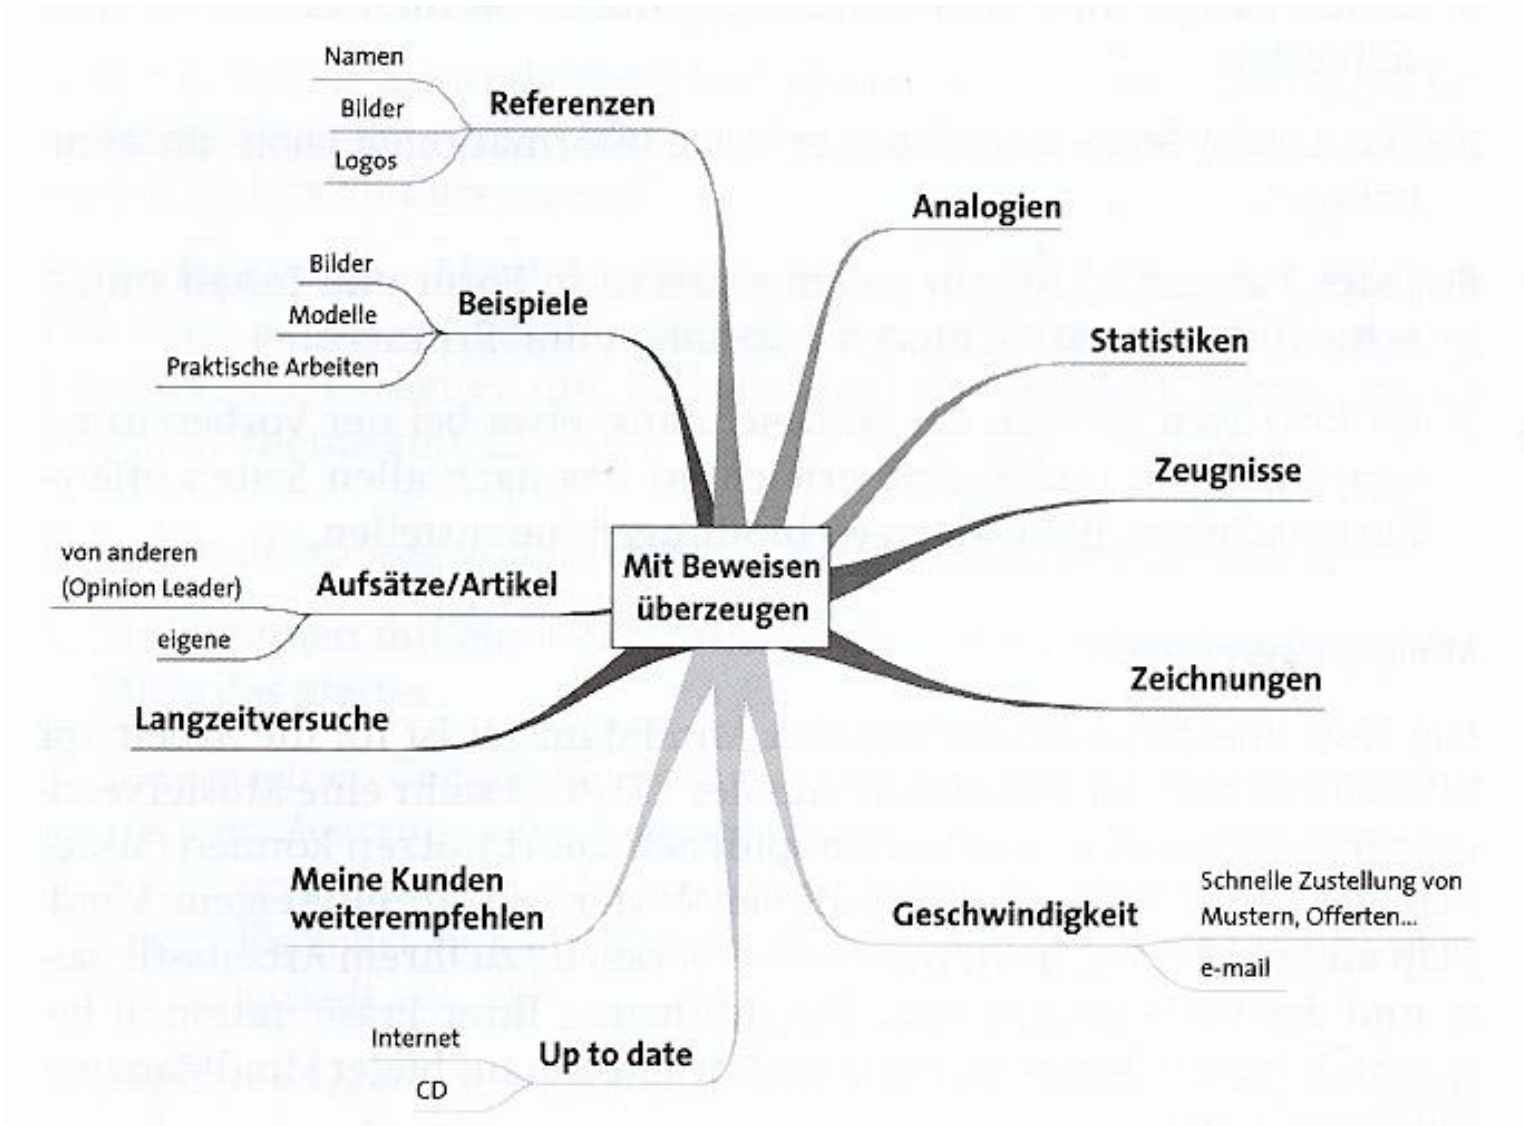 Namen
Bilder
Logos
Referenzen
Analogien
Bilder
Modelle
Praktische Arbeiten
Beispiele
Statistiken
Zeugnisse
von anderen
(Opinion Leader)
eigene
Aufsätze/Artikel
Mit Beweisen
überzeugen
Zeichnungen
Langzeitversuche
Meine Kunden
weiterempfehlen
Geschwindigkeit
Schnelle Zustellung von
Mustern, Offerten...
e-mail
Internet
CD
Up to date